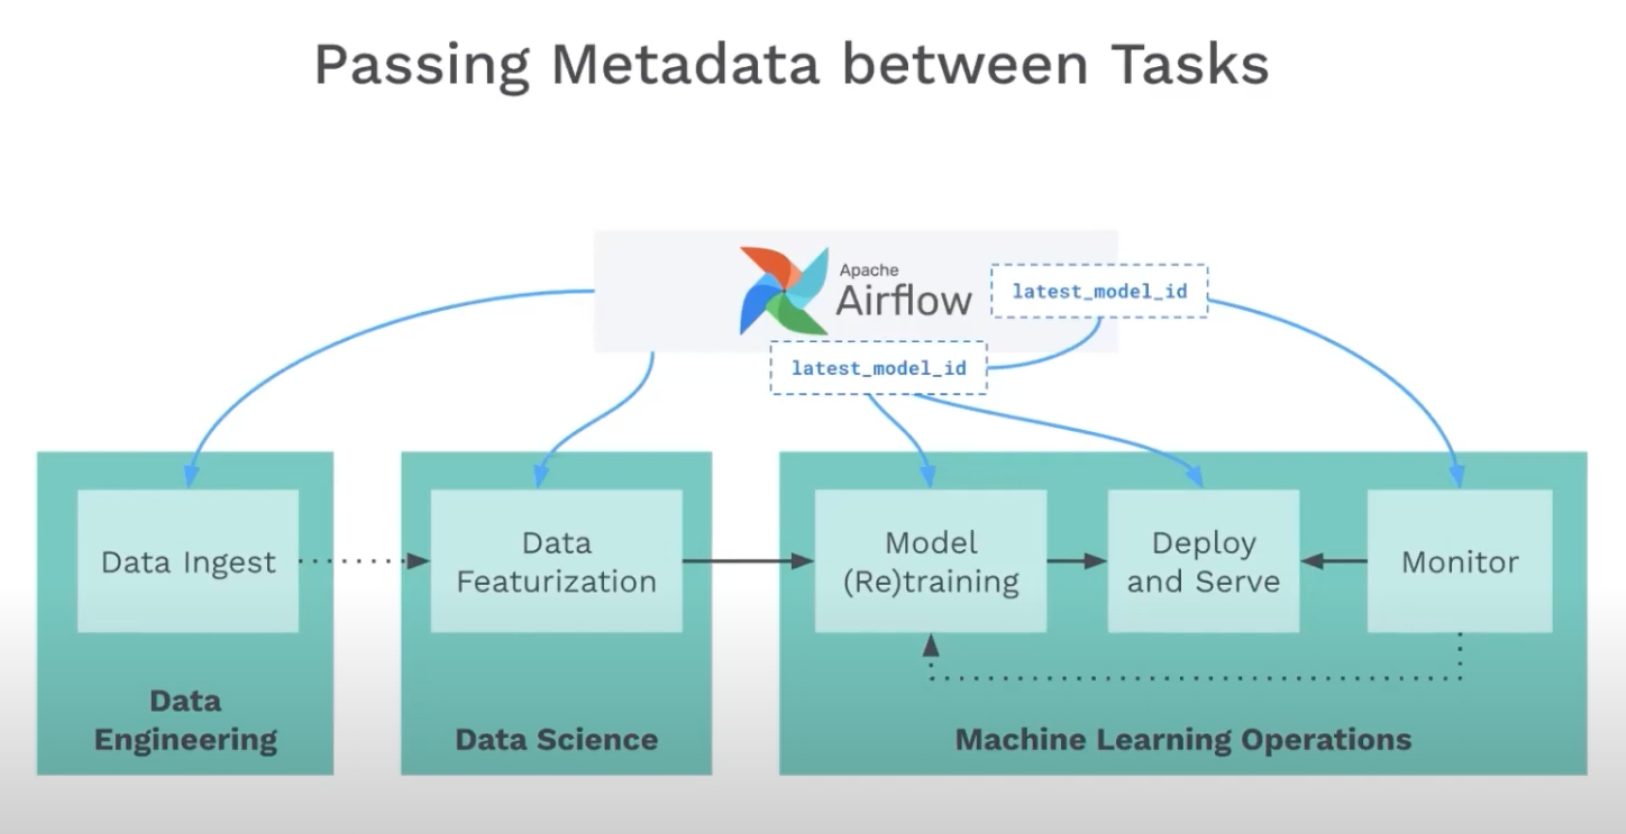 Passing Metadata between Tasks
Apache
Airflow
latest_model_id
latest_model_id
Data Ingest
Data
Featurization
Model
(Re)training
Deploy
and Serve
Monitor
Data
Engineering
Data Science
Machine Learning Operations